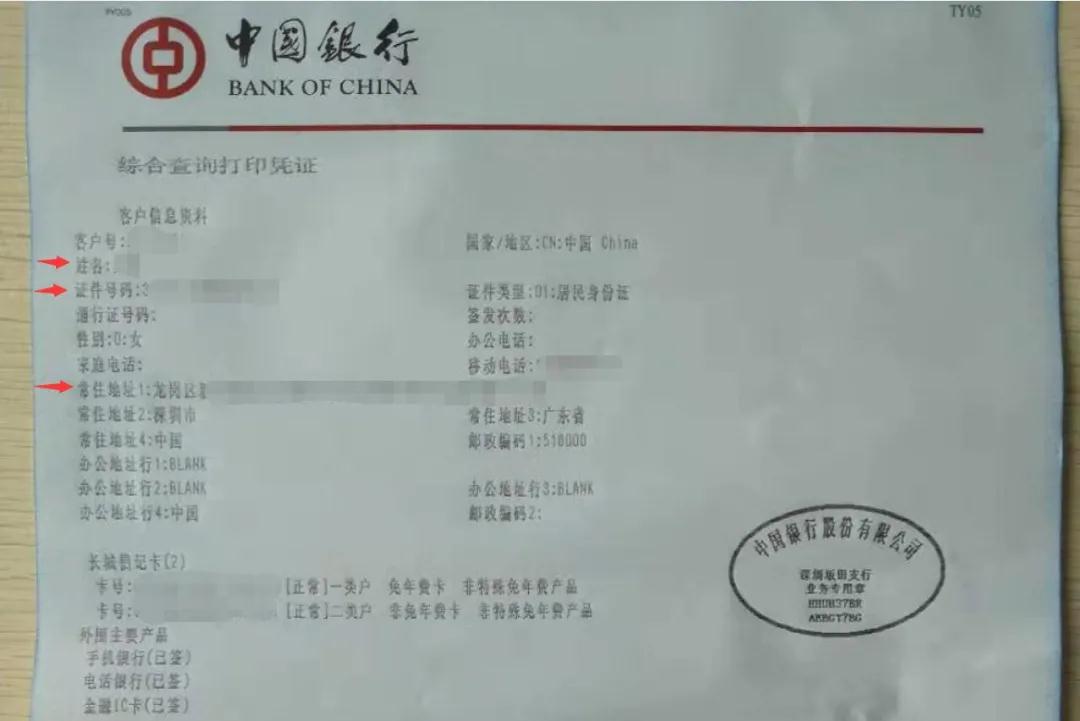 TY05
TY05
中国銀行
BANK OF CHINA
综合查询打印凭证
客户信息资料
客户号:
国家/地区:CN:中国 China
姓名:
证件号码:3
证件类型:01:居民身份证
通行证号码:
签发次数:
性别:0:女
办公电话:
家庭电话:
移动电话:
常住地址1:龙岗区
常住地址2:深圳市
常住地址3:广东省
常住地址4:中国
邮政编码1:518000
办公地址行1:BLANK
办公地址行2:BLANK
办公地址行3:BLANK
办公地址行4:中国
邮政编码2:
长城借记卡(2)
卡号:
[正常]一类户 免年费卡 非特殊免年费产品
卡号:
[正常]二类户 非免年费卡 非特殊免年费产品
外围主要产品
手机银行(已签)
电话银行(已签)
金融IC卡(已签)
中国银行股份有限公司
深圳坂田支行
业务专用章